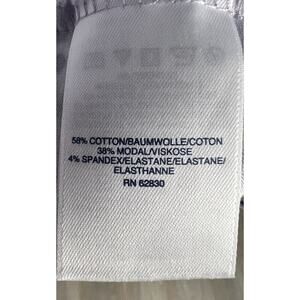 58% COTTON/BAUMWOLLE/COTON
38% MODAL/VISKOSE
4% SPANDEX/ELASTANE/ELASTANE/
ELASTHANNE
RN 62830